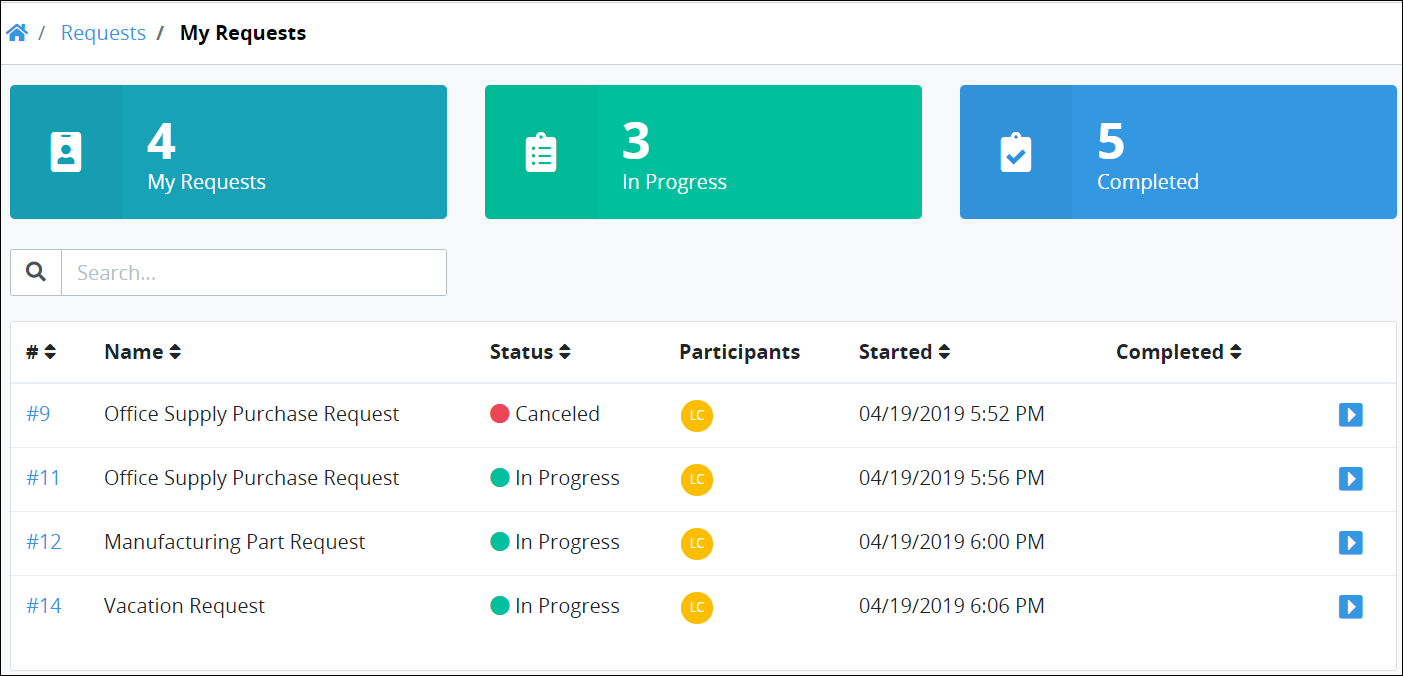 / Requests / My Requests
4
My Requests
3
In Progress
5
Completed
Search...
# Name Status Participants Started Completed
#9 Office Supply Purchase Request Canceled LC 04/19/2019 5:52 PM
#11 Office Supply Purchase Request In Progress LC 04/19/2019 5:56 PM
#12 Manufacturing Part Request In Progress LC 04/19/2019 6:00 PM
#14 Vacation Request In Progress LC 04/19/2019 6:06 PM